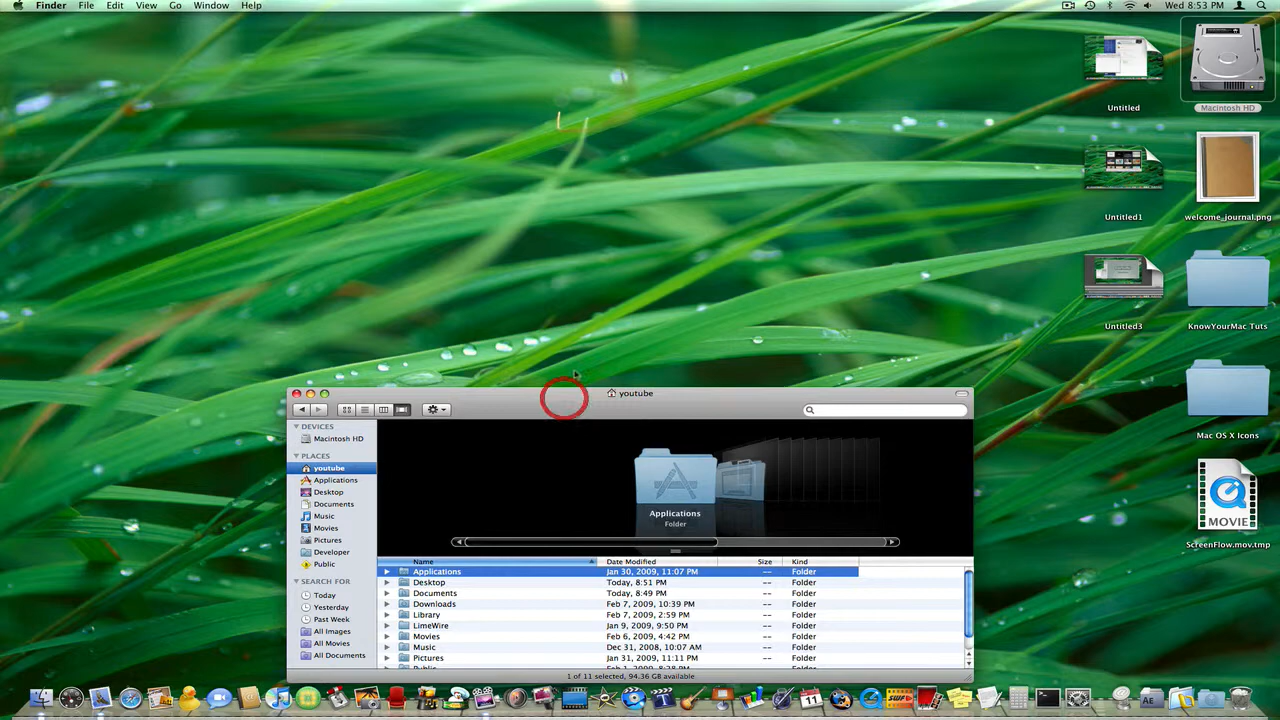 Finder File Edit View Go Window Help Wed 8:53 PM
Untitled
Macintosh HD
Untitled1
welcome_journal.png
Untitled3
KnowYourMac Tuts
Mac OS X Icons
MOVIE
ScreenFlow.mov.tmp
youtube
DEVICES
Macintosh HD
PLACES
youtube
Applications
Desktop
Documents
Music
Movies
Pictures
Developer
Public
SEARCH FOR
Today
Yesterday
Past Week
All Images
All Movies
All Documents
Applications
Folder
Name Date Modified Size Kind
Applications Jan 30, 2009, 11:07 PM -- Folder
Desktop Today, 8:51 PM -- Folder
Documents Today, 8:49 PM -- Folder
Downloads Feb 7, 2009, 10:39 PM -- Folder
Library Feb 7, 2009, 2:59 PM -- Folder
LimeWire Jan 9, 2009, 9:50 PM -- Folder
Movies Feb 6, 2009, 4:42 PM -- Folder
Music Dec 31, 2008, 10:07 AM -- Folder
Pictures Jan 31, 2009, 11:11 PM -- Folder
1 of 11 selected, 94.36 GB available
11
SWF
AE